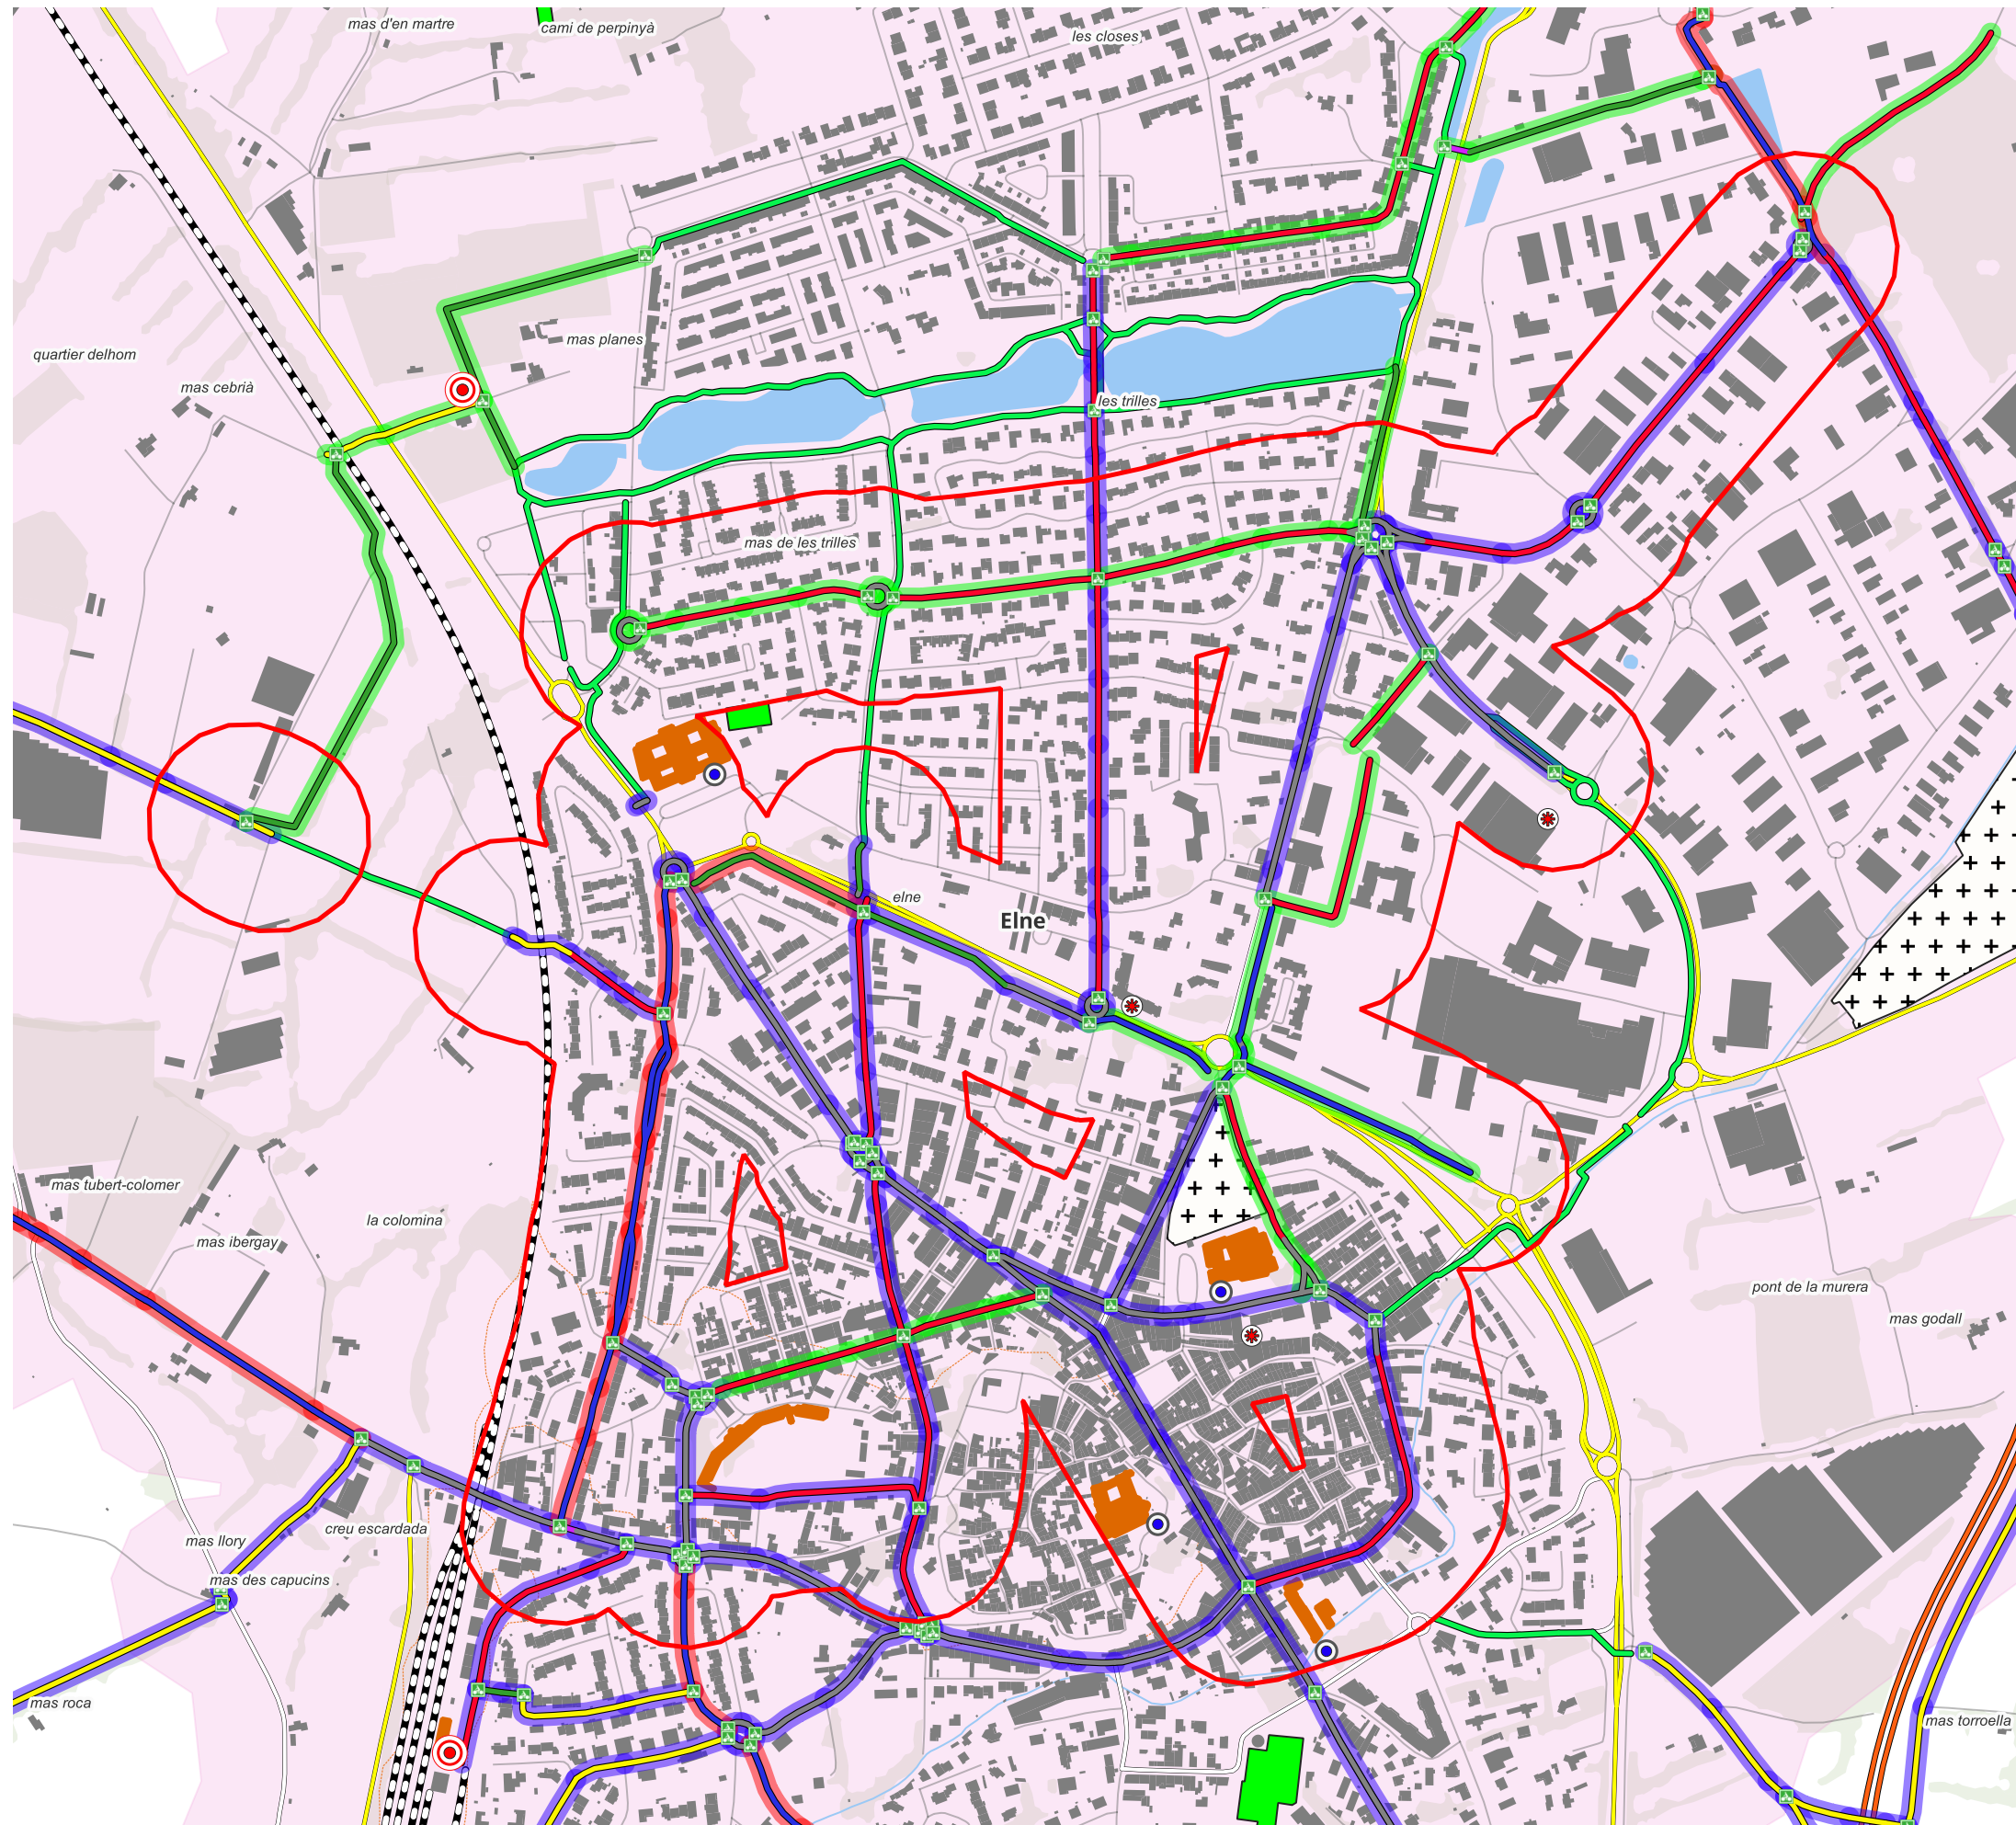 mas d'en martre
cami de perpinyà
les closes
mas planes
quartier delhom
mas cebrià
les trilles
mas de les trilles
elne
Elne
mas tubert-colomer
la colomina
mas ibergay
pont de la murera
mas godall
creu escardada
mas llory
mas des capucins
mas roca
mas torroella